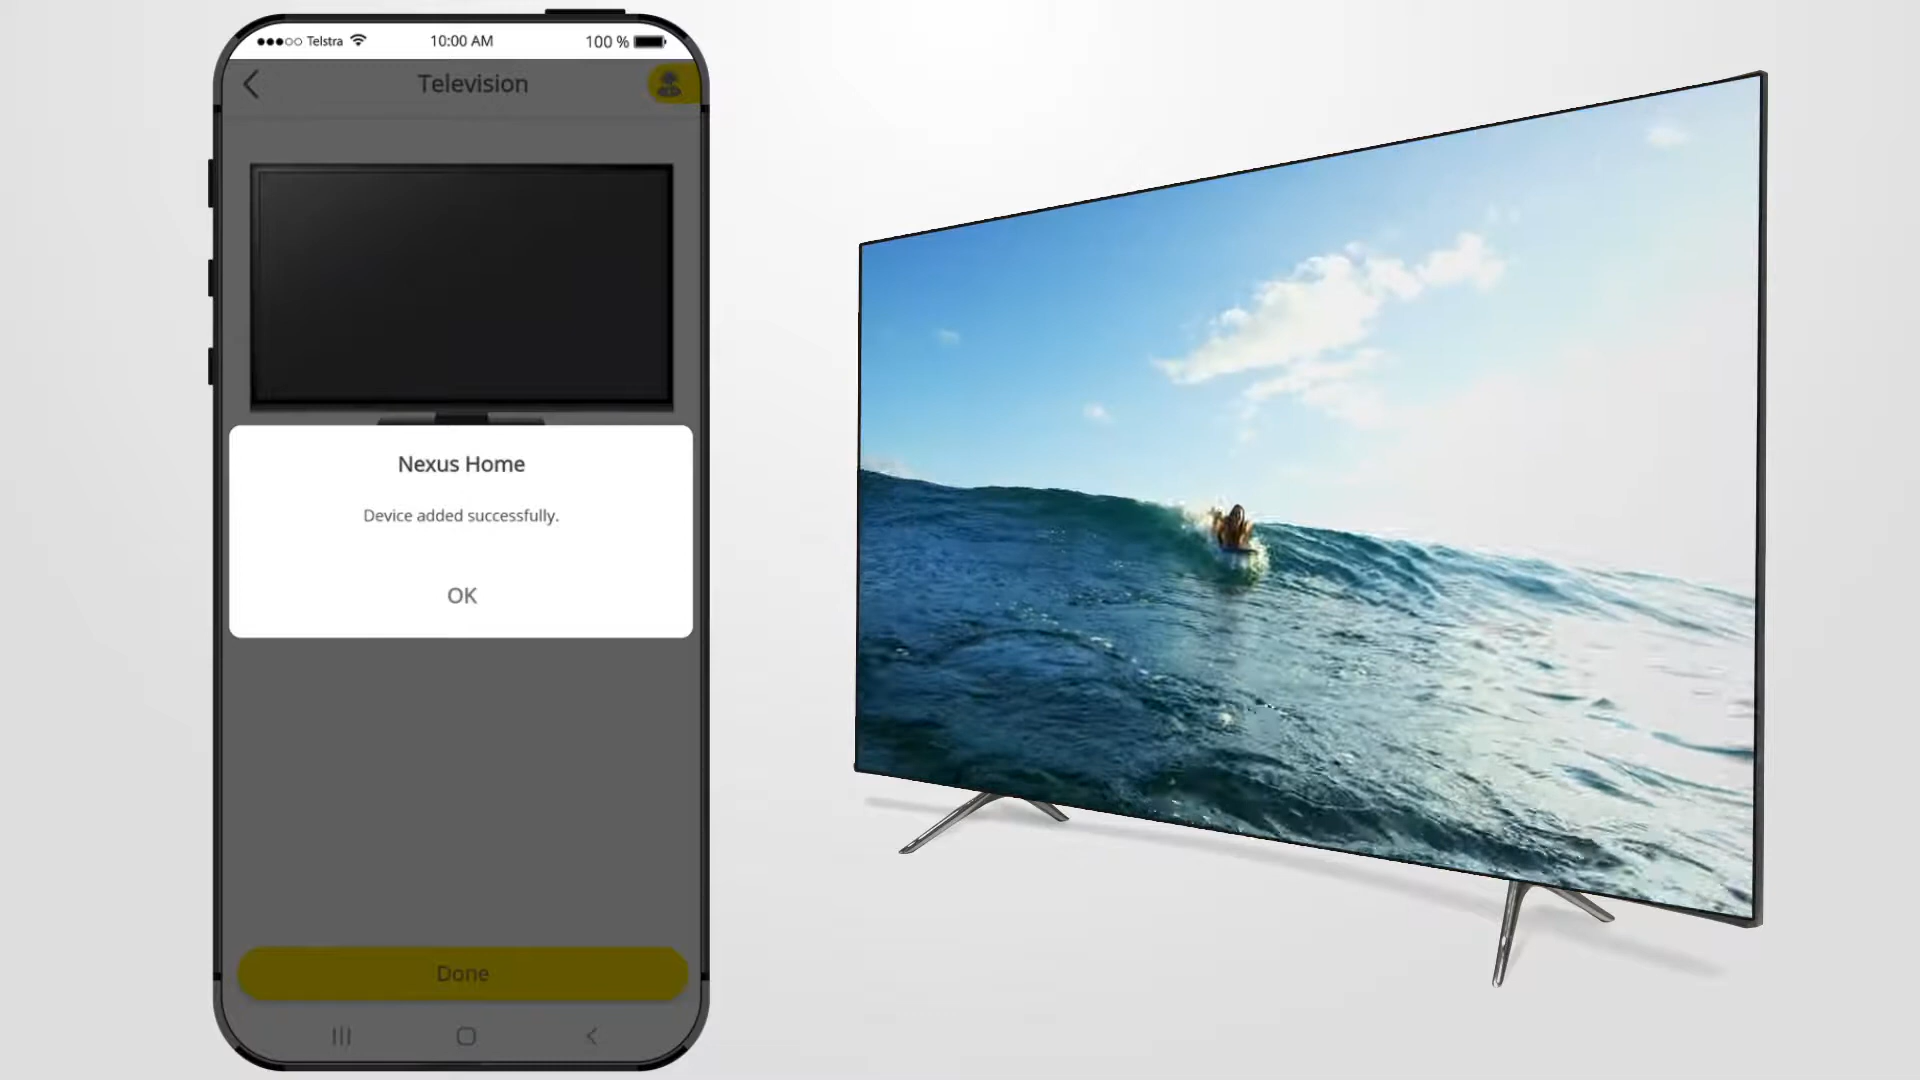 Telstra
10:00 AM
100 %
Television
Nexus Home
Device added successfully.
OK
Done